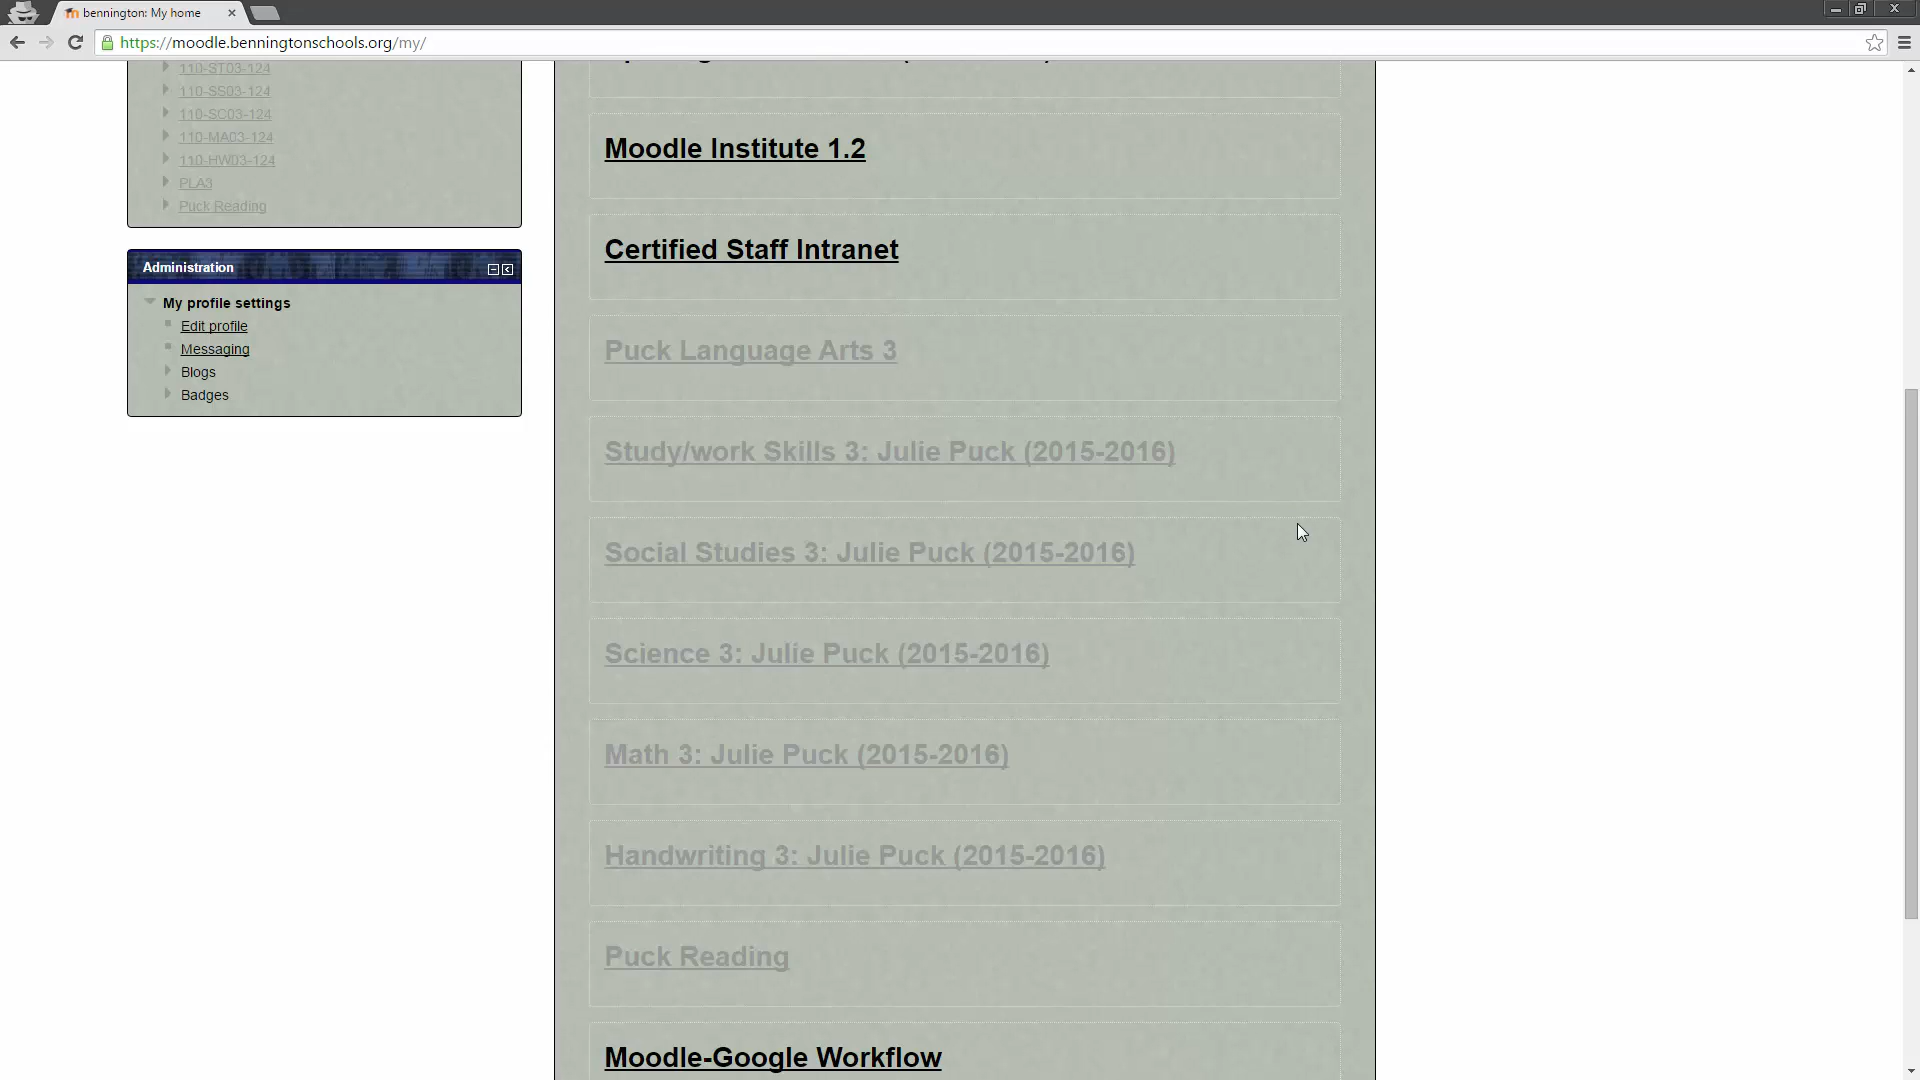 bennington: My home
https://moodle.benningtonschools.org/my/
110-ST03-124
110-SS03-124
110-SC03-124
110-MA03-124
110-HW03-124
PLA3
Puck Reading
Administration
My profile settings
Edit profile
Messaging
Blogs
Badges
Moodle Institute 1.2
Certified Staff Intranet
Puck Language Arts 3
Study/work Skills 3: Julie Puck (2015-2016)
Social Studies 3: Julie Puck (2015-2016)
Science 3: Julie Puck (2015-2016)
Math 3: Julie Puck (2015-2016)
Handwriting 3: Julie Puck (2015-2016)
Puck Reading
Moodle-Google Workflow